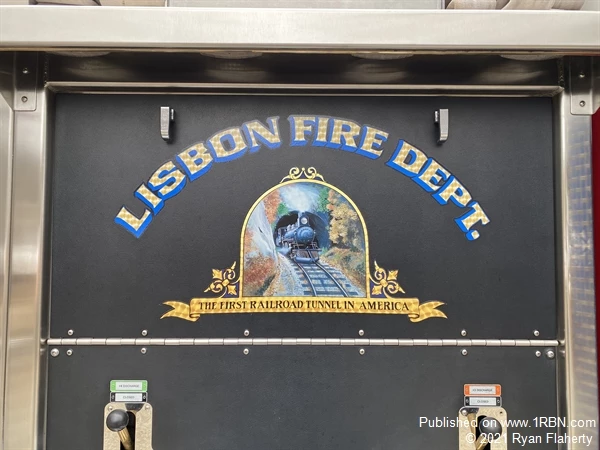 LISBON FIRE DEPT.
THE FIRST RAILROAD TUNNEL IN AMERICA
Published on www.1RBN.com
© 2021 Ryan Flaherty